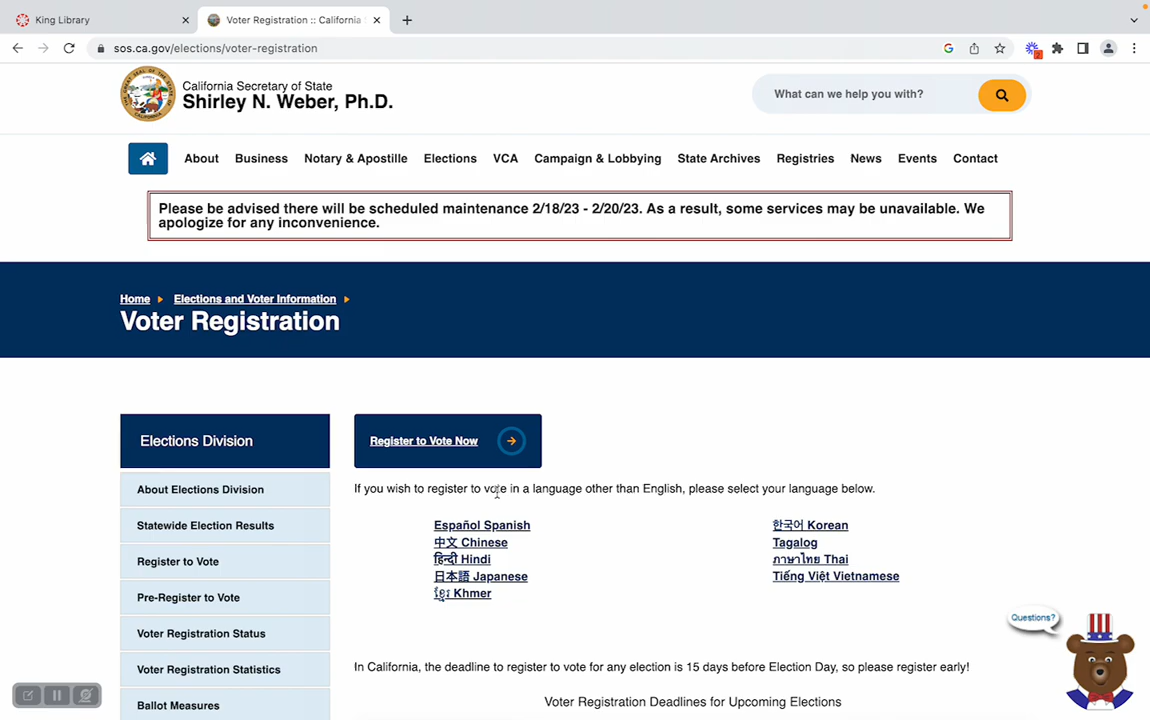 King Library
Voter Registration :: California
sos.ca.gov/elections/voter-registration
2
California Secretary of State
Shirley N. Weber, Ph.D.
What can we help you with?
About Business Notary & Apostille Elections VCA Campaign & Lobbying State Archives Registries News Events Contact
Please be advised there will be scheduled maintenance 2/18/23 - 2/20/23. As a result, some services may be unavailable. We
apologize for any inconvenience.
Home Elections and Voter Information
Voter Registration
Elections Division
About Elections Division
Statewide Election Results
Register to Vote
Pre-Register to Vote
Voter Registration Status
Voter Registration Statistics
Ballot Measures
Register to Vote Now
If you wish to register to vote in a language other than English, please select your language below.
Español Spanish
中文 Chinese
हिन्दी Hindi
日本語 Japanese
ខ្មែរ Khmer
한국어 Korean
Tagalog
ภาษาไทย Thai
Tiếng Việt Vietnamese
Questions?
In California, the deadline to register to vote for any election is 15 days before Election Day, so please register early!
Voter Registration Deadlines for Upcoming Elections